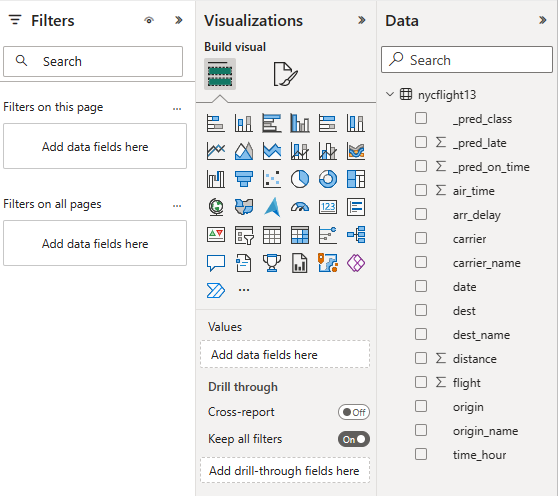 Filters
Search
Filters on this page
...
Add data fields here
Filters on all pages
...
Add data fields here
Visualizations
Build visual
123
...
Values
Add data fields here
Drill through
Cross-report
Off
Keep all filters
On
Add drill-through fields here
Data
Search
nycflight13
_pred_class
Σ _pred_late
Σ _pred_on_time
Σ air_time
arr_delay
carrier
carrier_name
date
dest
dest_name
Σ distance
Σ flight
origin
origin_name
time_hour